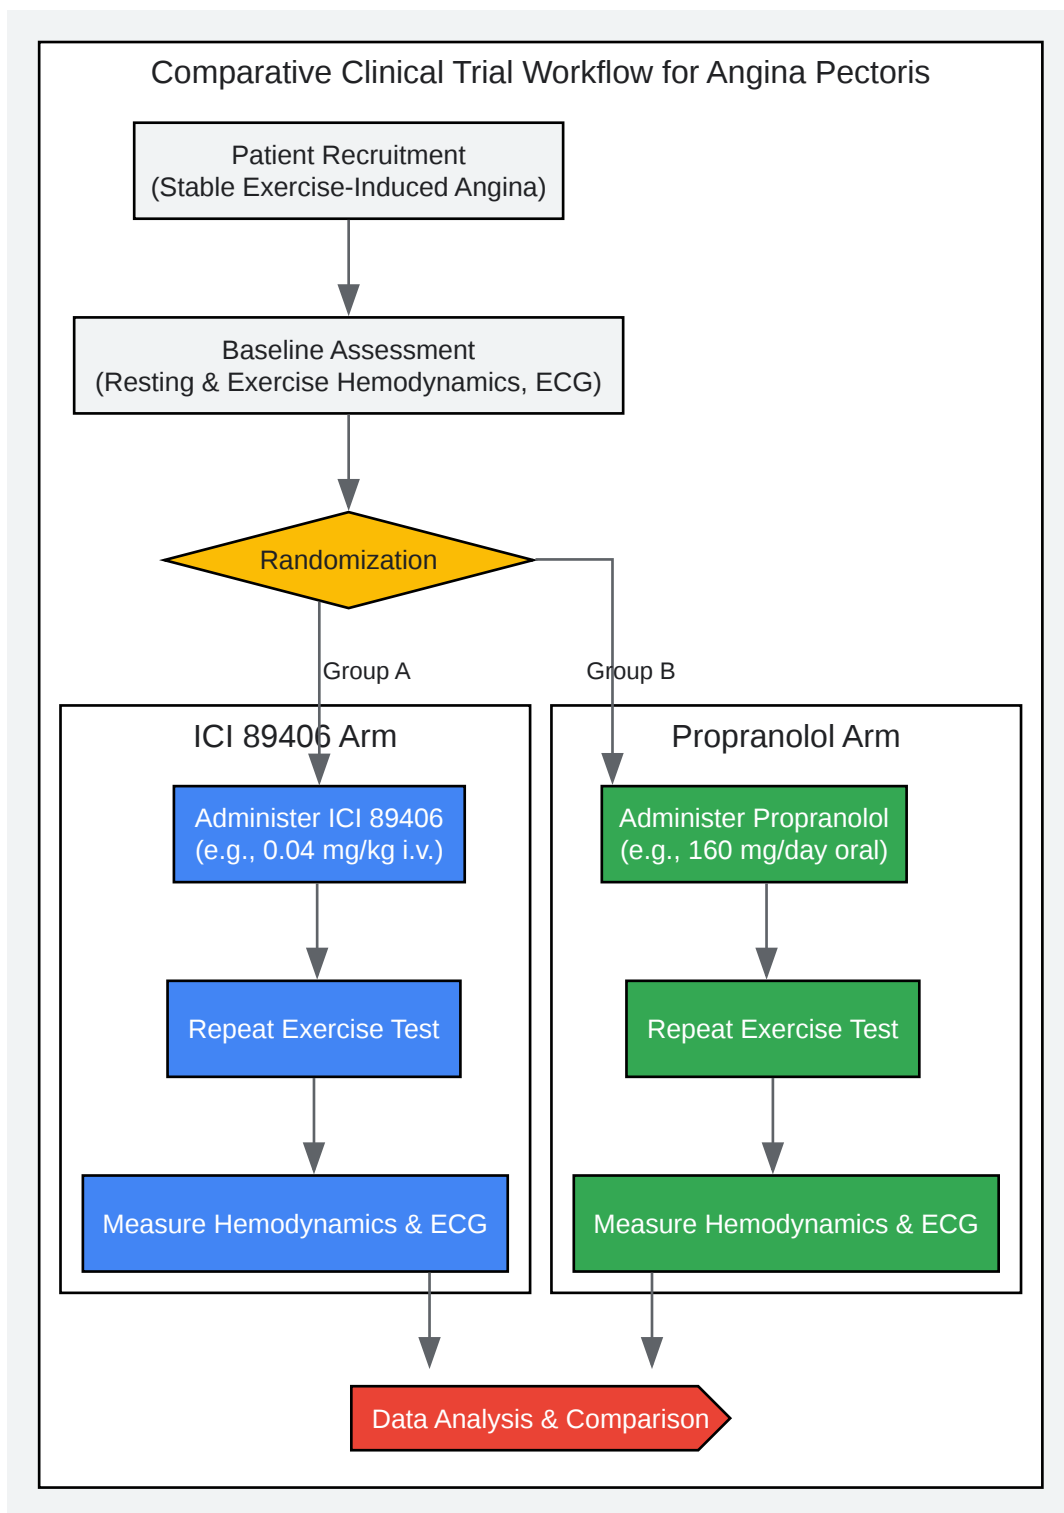 Comparative Clinical Trial Workflow for Angina Pectoris
Patient Recruitment
(Stable Exercise-Induced Angina)
Baseline Assessment
(Resting & Exercise Hemodynamics, ECG)
Randomization
Group A
Group B
ICI 89406 Arm
Administer ICI 89406
(e.g., 0.04 mg/kg i.v.)
Repeat Exercise Test
Measure Hemodynamics & ECG
Propranolol Arm
Administer Propranolol
(e.g., 160 mg/day oral)
Repeat Exercise Test
Measure Hemodynamics & ECG
Data Analysis & Comparison